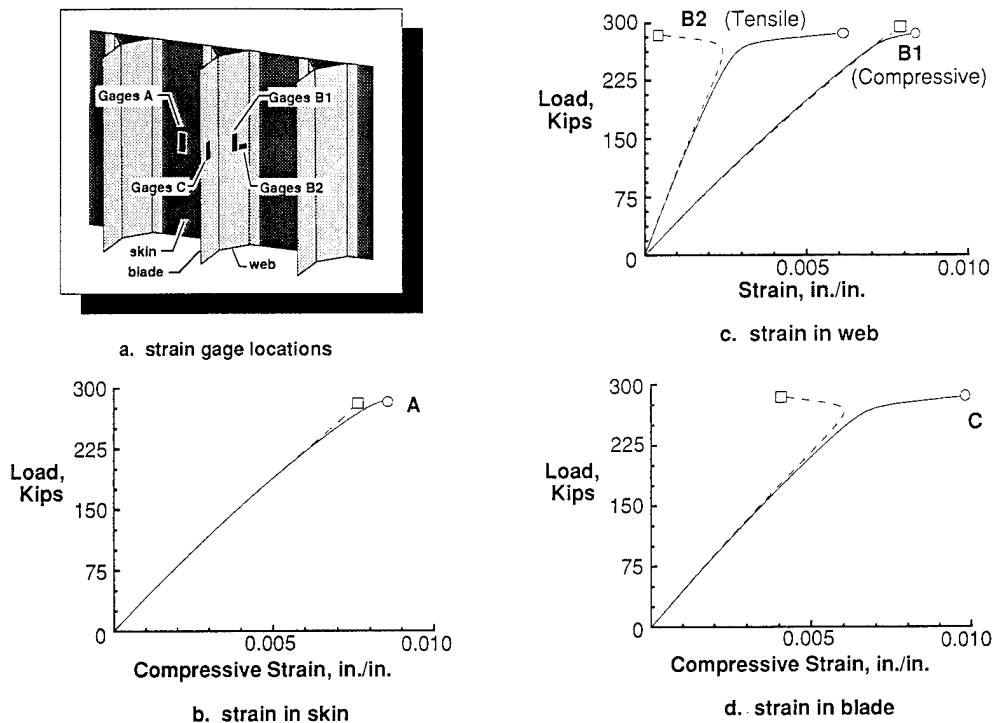 Gages A
Gages B1
Gages C
Gages B2
skin
blade
web
a. strain gage locations
300
225
150
75
0
Load,
Kips
B2 (Tensile)
B1
(Compressive)
0.005
0.010
Strain, in./in.
c. strain in web
300
225
150
75
0
Load,
Kips
A
0.005
0.010
Compressive Strain, in./in.
b. strain in skin
300
225
150
75
0
Load,
Kips
C
0.005
0.010
Compressive Strain, in./in.
d. strain in blade